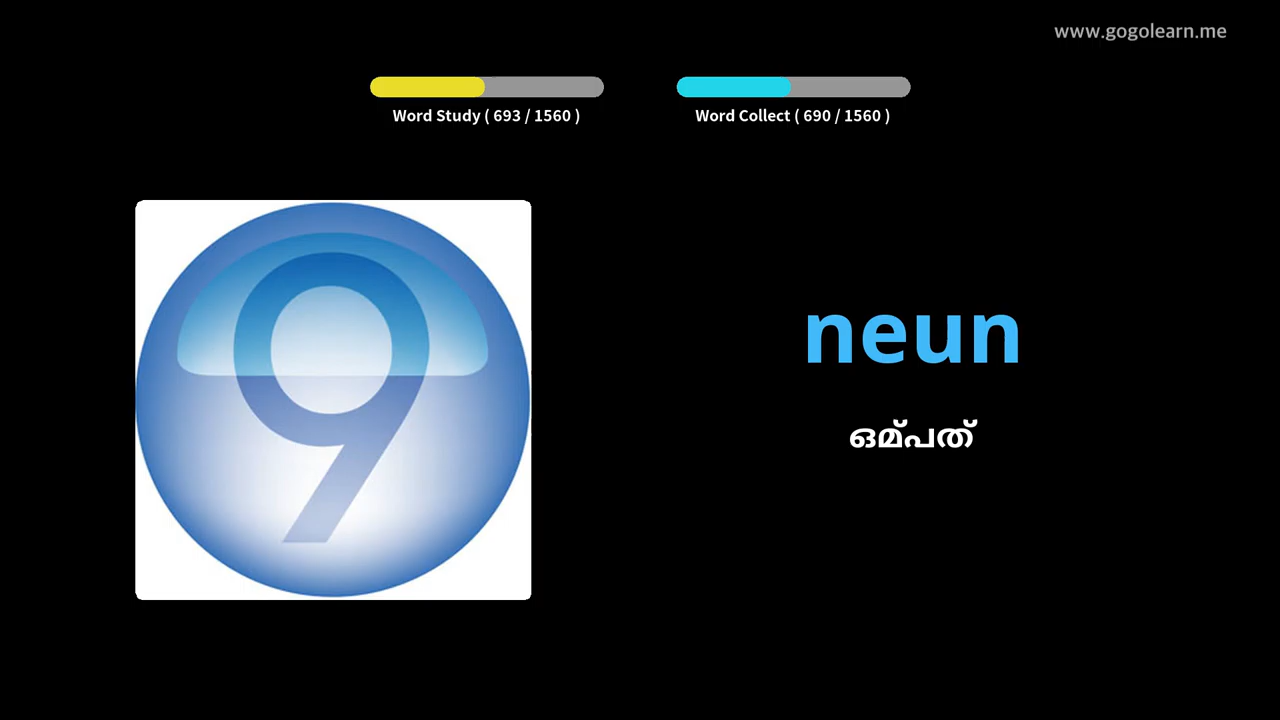 www.gogolearn.me
Word Study ( 693 / 1560 )
Word Collect ( 690 / 1560 )
9
neun
ഒമ്പത്